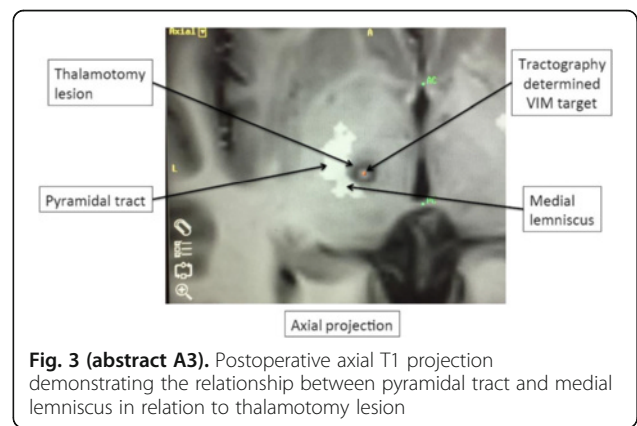 Axial
A
Thalamotomy
lesion
Tractography
determined
VIM target
AC
L
Pyramidal tract
Medial
lemniscus
Axial projection
Fig. 3 (abstract A3). Postoperative axial T1 projection
demonstrating the relationship between pyramidal tract and medial
lemniscus in relation to thalamotomy lesion